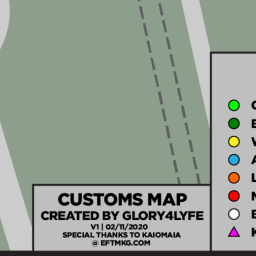 CUSTOMS MAP
CREATED BY GLORY4LYFE
V1 | 02/11/2020
SPECIAL THANKS TO KAIOMAIA
@ EFTMKG.COM